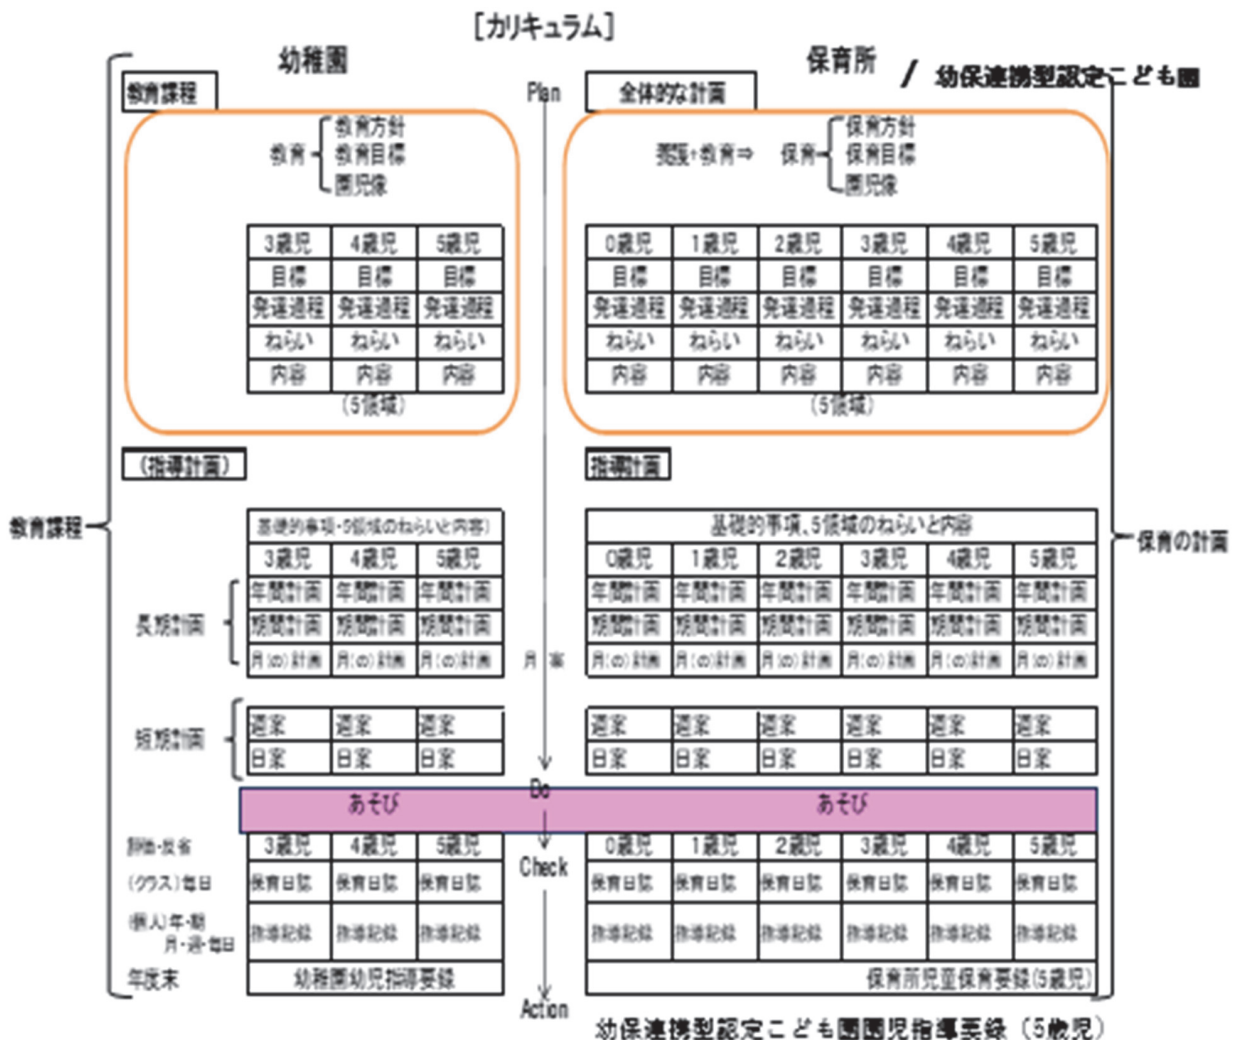 [カリキュラム]
幼稚園 保育所 / 幼保連携型認定こども園
教育課程 Plan 全体的な計画
教育方針 保育方針
教育 教育目標 養護+教育⇒ 保育 保育目標
園児像 園児像
3歳児 4歳児 5歳児 0歳児 1歳児 2歳児 3歳児 4歳児 5歳児
目標 目標 目標 目標 目標 目標 目標 目標 目標
発達過程 発達過程 発達過程 発達過程 発達過程 発達過程 発達過程 発達過程 発達過程
ねらい ねらい ねらい ねらい ねらい ねらい ねらい ねらい ねらい
内容 内容 内容 内容 内容 内容 内容 内容 内容
(5領域) (5領域)
(指導計画) 指導計画
教育課程 基礎的事項・5領域のねらいと内容) 基礎的事項、5領域のねらいと内容 保育の計画
3歳児 4歳児 5歳児 0歳児 1歳児 2歳児 3歳児 4歳児 5歳児
年間計画 年間計画 年間計画 年間計画 年間計画 年間計画 年間計画 年間計画 年間計画
長期計画 期間計画 期間計画 期間計画 期間計画 期間計画 期間計画 期間計画 期間計画 期間計画
月(の)計画 月(の)計画 月(の)計画 月 案 月(の)計画 月(の)計画 月(の)計画 月(の)計画 月(の)計画 月(の)計画
週案 週案 週案 週案 週案 週案 週案 週案 週案
短期計画 日案 日案 日案 日案 日案 日案 日案 日案 日案
あそび Do あそび
評価・反省 3歳児 4歳児 5歳児 Check 0歳児 1歳児 2歳児 3歳児 4歳児 5歳児
(クラス)毎日 保育日誌 保育日誌 保育日誌 保育日誌 保育日誌 保育日誌 保育日誌 保育日誌 保育日誌
(個人)年・期
月・週・毎日 指導記録 指導記録 指導記録 指導記録 指導記録 指導記録 指導記録 指導記録 指導記録
年度末 幼稚園幼児指導要録 保育所児童保育要録(5歳児)
Action
幼保連携型認定こども園園児指導要録(5歳児)